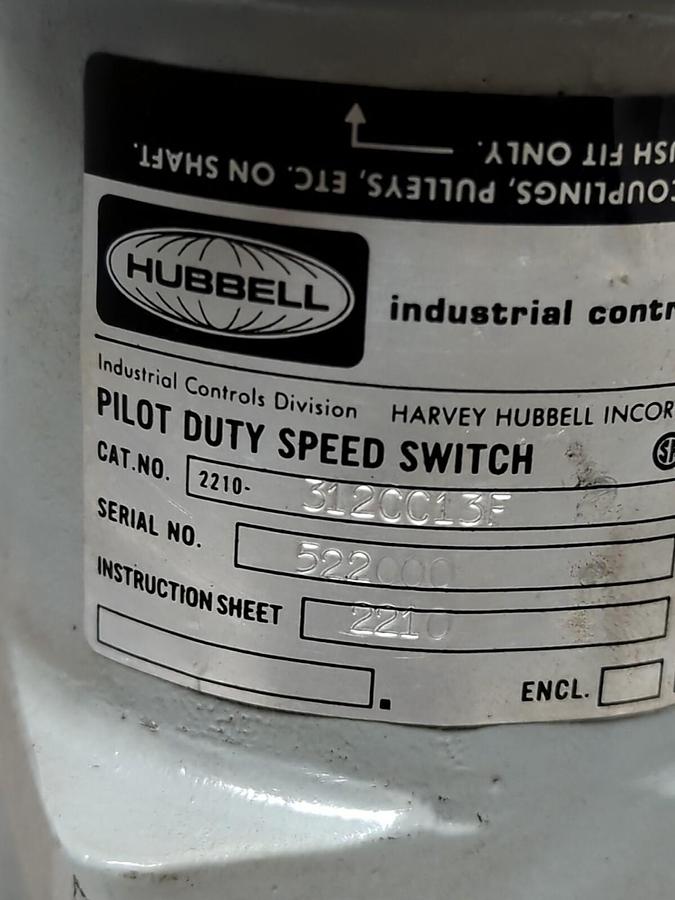 USH FIT ONLY.
COUPLINGS, PULLEYS, ETC. ON SHAFT.
HUBBELL
industrial contr
Industrial Controls Division HARVEY HUBBELL INCOR
PILOT DUTY SPEED SWITCH
CAT.NO. 2210- 312CC13F
SERIAL NO. 522000
INSTRUCTION SHEET 2210
ENCL.